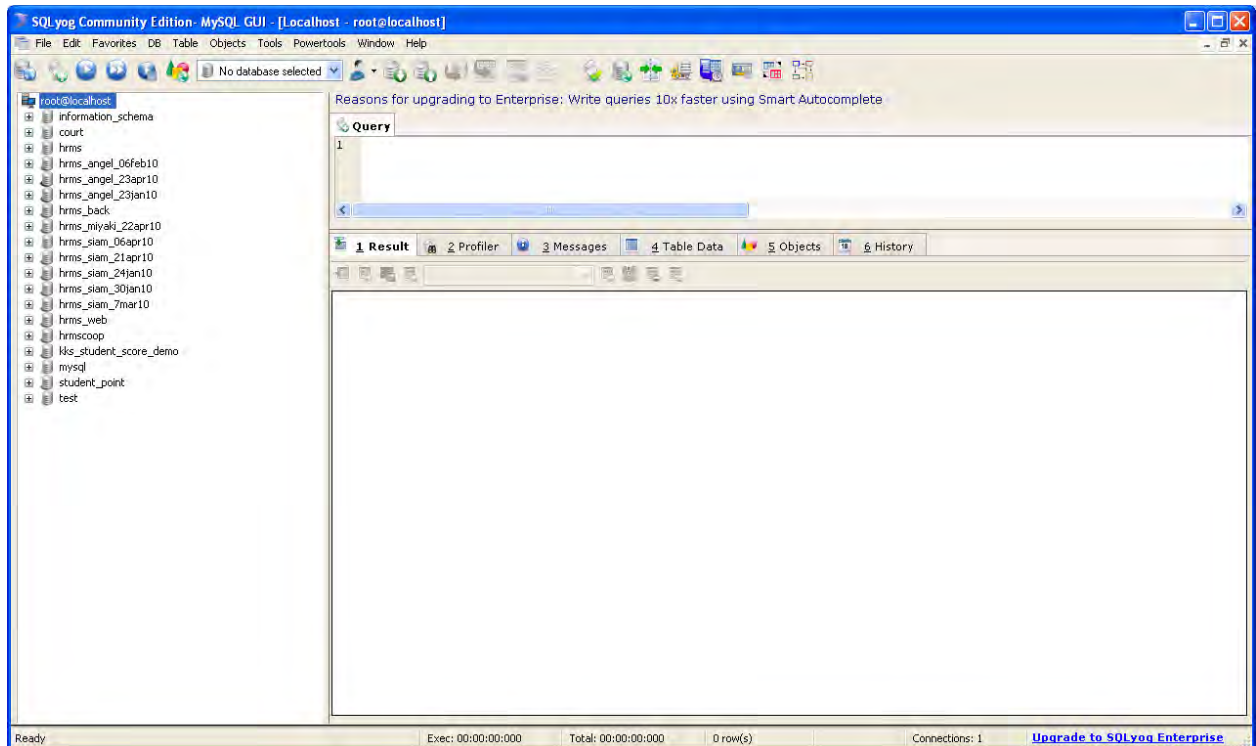 SQLyog Community Edition- MySQL GUI - [Localhost - root@localhost]
File Edit Favorites DB Table Objects Tools Powertools Window Help
No database selected
root@localhost
information_schema
court
hrms
hrms_angel_06feb10
hrms_angel_23apr10
hrms_angel_23jan10
hrms_back
hrms_miyaki_22apr10
hrms_siam_06apr10
hrms_siam_21apr10
hrms_siam_24jan10
hrms_siam_30jan10
hrms_siam_7mar10
hrms_web
hrmscoop
kks_student_score_demo
mysql
student_point
test
Reasons for upgrading to Enterprise: Write queries 10x faster using Smart Autocomplete
Query
1
1 Result 2 Profiler 3 Messages 4 Table Data 5 Objects 6 History
Ready Exec: 00:00:00:000 Total: 00:00:00:000 0 row(s) Connections: 1 Upgrade to SQLyog Enterprise